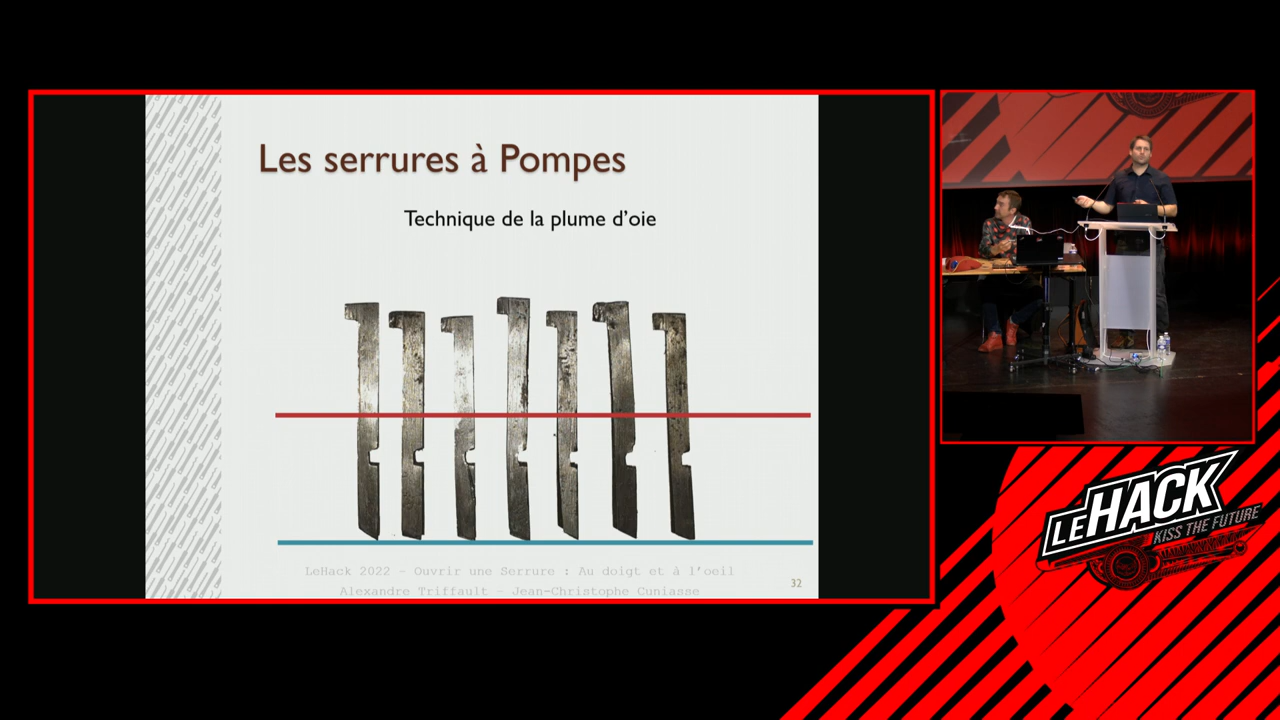 Les serrures à Pompes
Technique de la plume d’oie
LeHack 2022 – Ouvrir une Serrure : Au doigt et à l’oeil
Alexandre Triffault – Jean-Christophe Cuniasse
32
LEHACK
KISS THE FUTURE